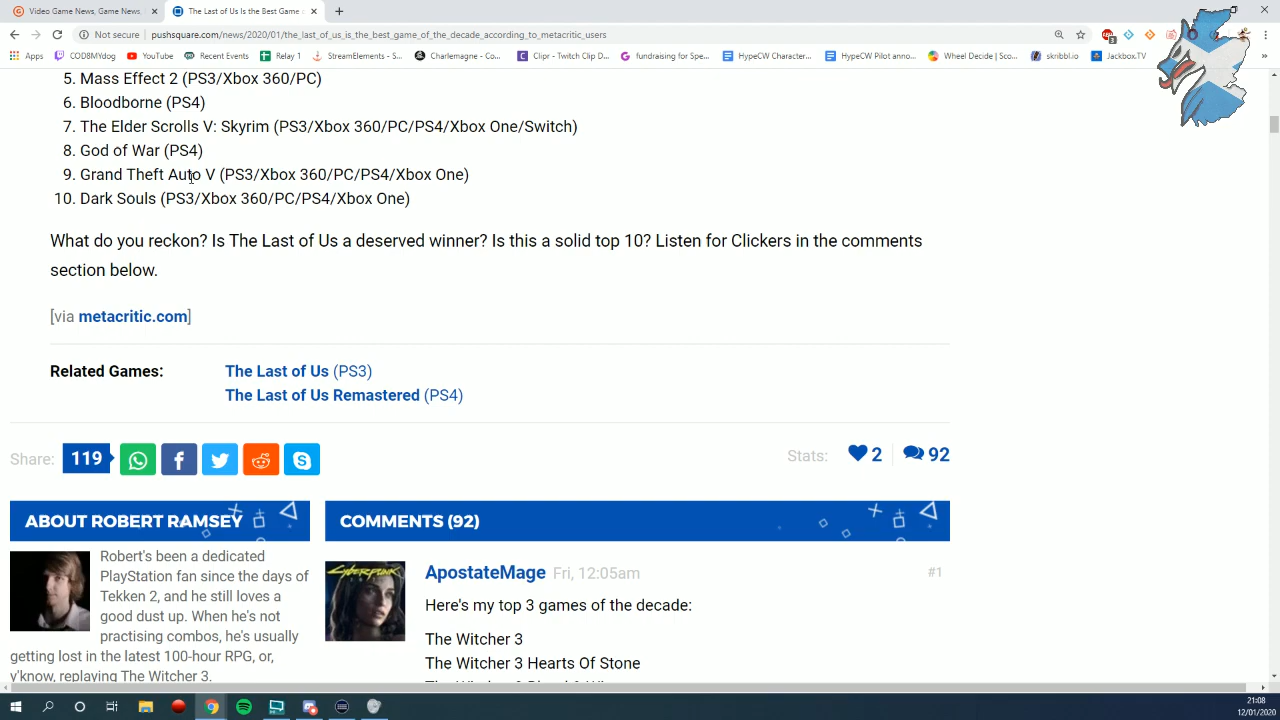 Video Game News, Game News,
The Last of Us Is the Best Game
Not secure
pushsquare.com/news/2020/01/the_last_of_us_is_the_best_game_of_the_decade_according_to_metacritic_users
Apps
COD8MYdog
YouTube
Recent Events
Relay 1
StreamElements - S...
Charlemagne - Co...
Clipr - Twitch Clip D...
fundraising for Spe...
HypeCW Character...
HypeCW Pilot anno...
Wheel Decide | Sco...
skribbl.io
Jackbox.TV
5. Mass Effect 2 (PS3/Xbox 360/PC)
6. Bloodborne (PS4)
7. The Elder Scrolls V: Skyrim (PS3/Xbox 360/PC/PS4/Xbox One/Switch)
8. God of War (PS4)
9. Grand Theft Auto V (PS3/Xbox 360/PC/PS4/Xbox One)
10. Dark Souls (PS3/Xbox 360/PC/PS4/Xbox One)
What do you reckon? Is The Last of Us a deserved winner? Is this a solid top 10? Listen for Clickers in the comments
section below.
[via metacritic.com]
Related Games:
The Last of Us (PS3)
The Last of Us Remastered (PS4)
Share:
119
Stats:
2
92
ABOUT ROBERT RAMSEY
Robert's been a dedicated
PlayStation fan since the days of
Tekken 2, and he still loves a
good dust up. When he's not
practising combos, he's usually
getting lost in the latest 100-hour RPG, or,
y'know, replaying The Witcher 3.
COMMENTS (92)
CYBERPUNK
ApostateMage Fri, 12:05am
#1
Here's my top 3 games of the decade:
The Witcher 3
The Witcher 3 Hearts Of Stone
21:08
12/01/2020